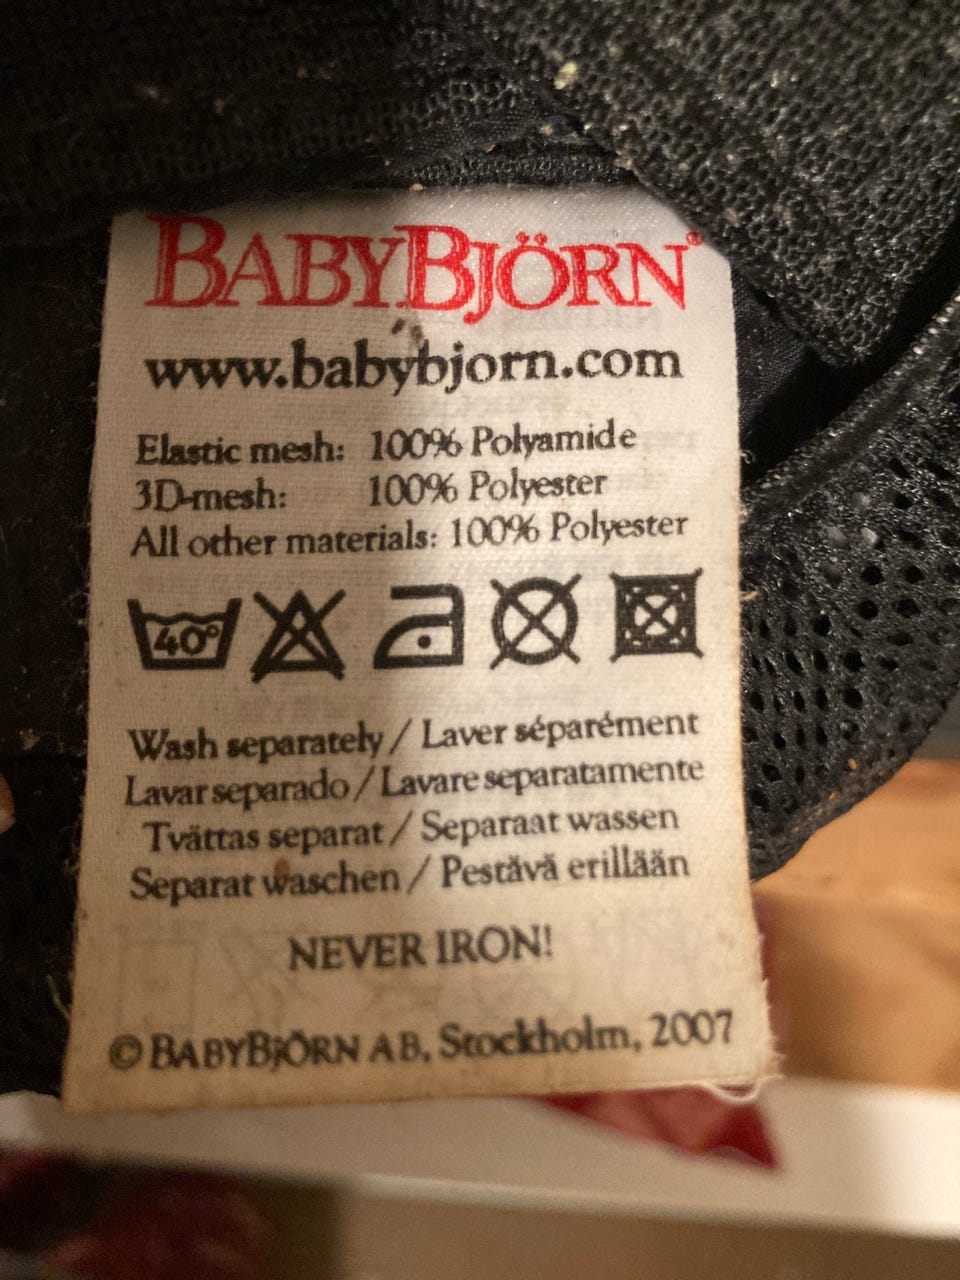 BABYBJÖRN®
www.babybjorn.com
Elastic mesh: 100% Polyamide
3D-mesh: 100% Polyester
All other materials: 100% Polyester
40°
Wash separately / Laver séparément
Lavar separado / Lavare separatamente
Tvättas separat / Separaat wassen
Separat waschen / Pestävä erillään
NEVER IRON!
© BABYBJÖRN AB, Stockholm, 2007